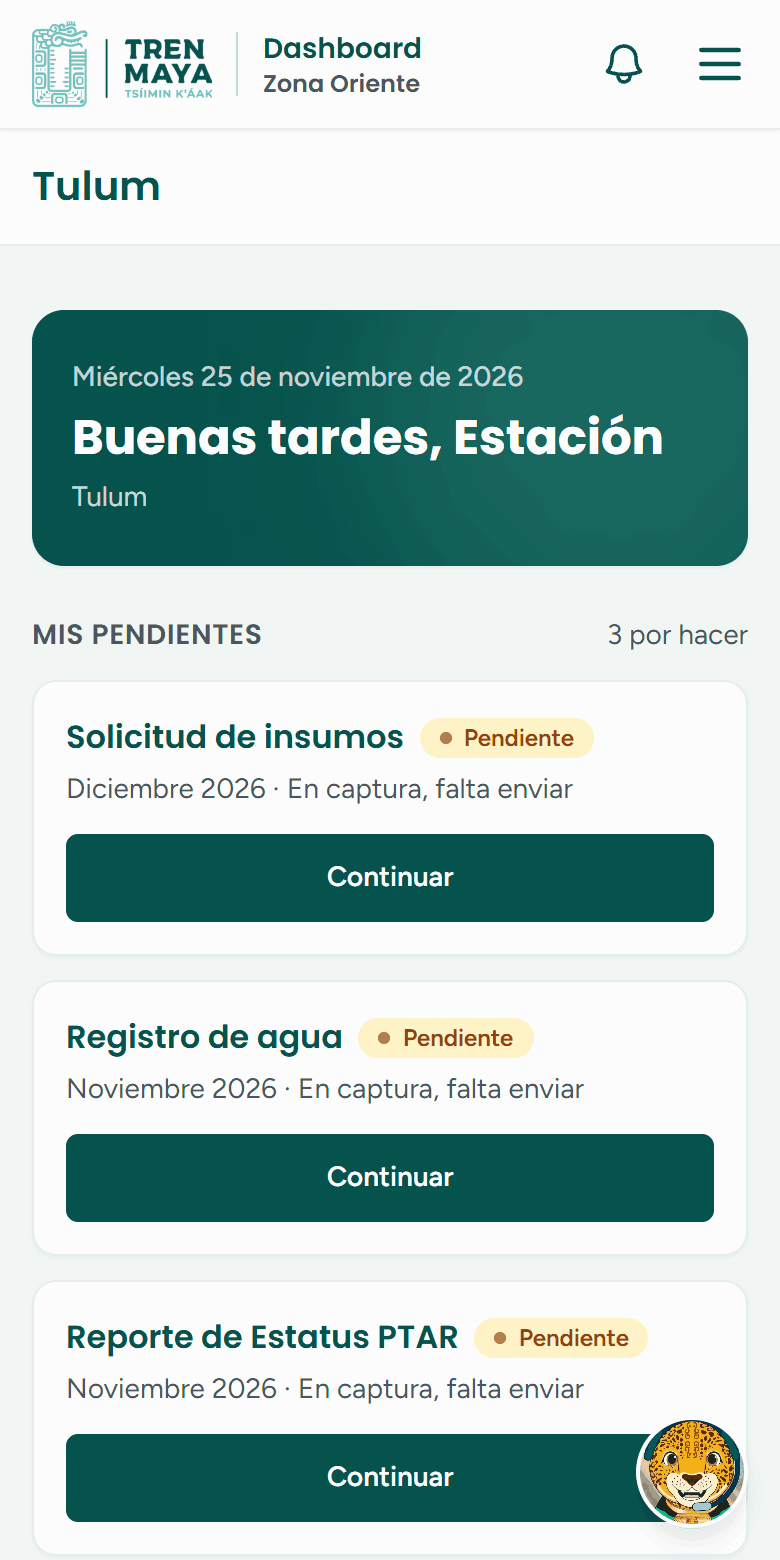 TREN
MAYA
TSÍIMIN K'ÁAK
Dashboard
Zona Oriente
Tulum
Miércoles 25 de noviembre de 2026
Buenas tardes, Estación
Tulum
MIS PENDIENTES
3 por hacer
Solicitud de insumos
Pendiente
Diciembre 2026 · En captura, falta enviar
Continuar
Registro de agua
Pendiente
Noviembre 2026 · En captura, falta enviar
Continuar
Reporte de Estatus PTAR
Pendiente
Noviembre 2026 · En captura, falta enviar
Continuar